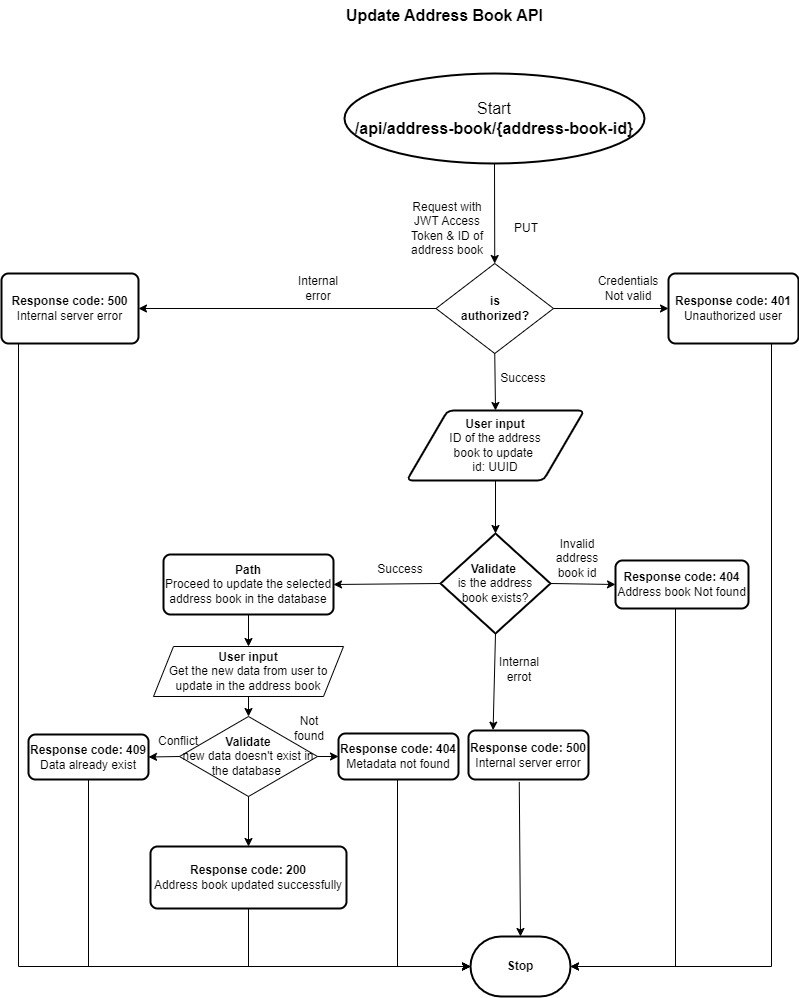 Update Address Book API
Start
/api/address-book/{address-book-id}
Request with
JWT Access
Token & ID of
address book
PUT
Internal
error
Credentials
Not valid
Response code: 500
Internal server error
is
authorized?
Response code: 401
Unauthorized user
Success
User input
ID of the address
book to update
id: UUID
Invalid
address
book id
Success
Path
Proceed to update the selected
address book in the database
Validate
is the address
book exists?
Response code: 404
Address book Not found
User input
Get the new data from user to
update in the address book
Internal
errot
Conflict
Not
found
Response code: 409
Data already exist
Validate
new data doesn't exist in
the database
Response code: 404
Metadata not found
Response code: 500
Internal server error
Response code: 200
Address book updated successfully
Stop